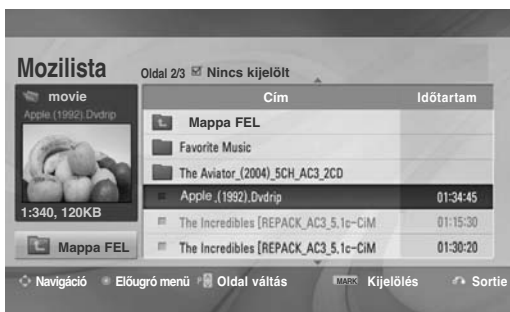 Mozilista
Oldal 2/3 Nincs kijelölt
movie
Apple (1992).Dvdrip
1:340, 120KB
Mappa FEL
Cím Időtartam
Mappa FEL
Favorite Music
The Aviator_(2004)_5CH_AC3_2CD
Apple ,(1992),Dvdrip 01:34:45
The Incredibles [REPACK_AC3_5,1c-CiM 01:15:30
The Incredibles [REPACK_AC3_5,1c-CiM 01:30:20
Navigáció Előugró menü Oldal váltás MARK Kijelölés Sortie